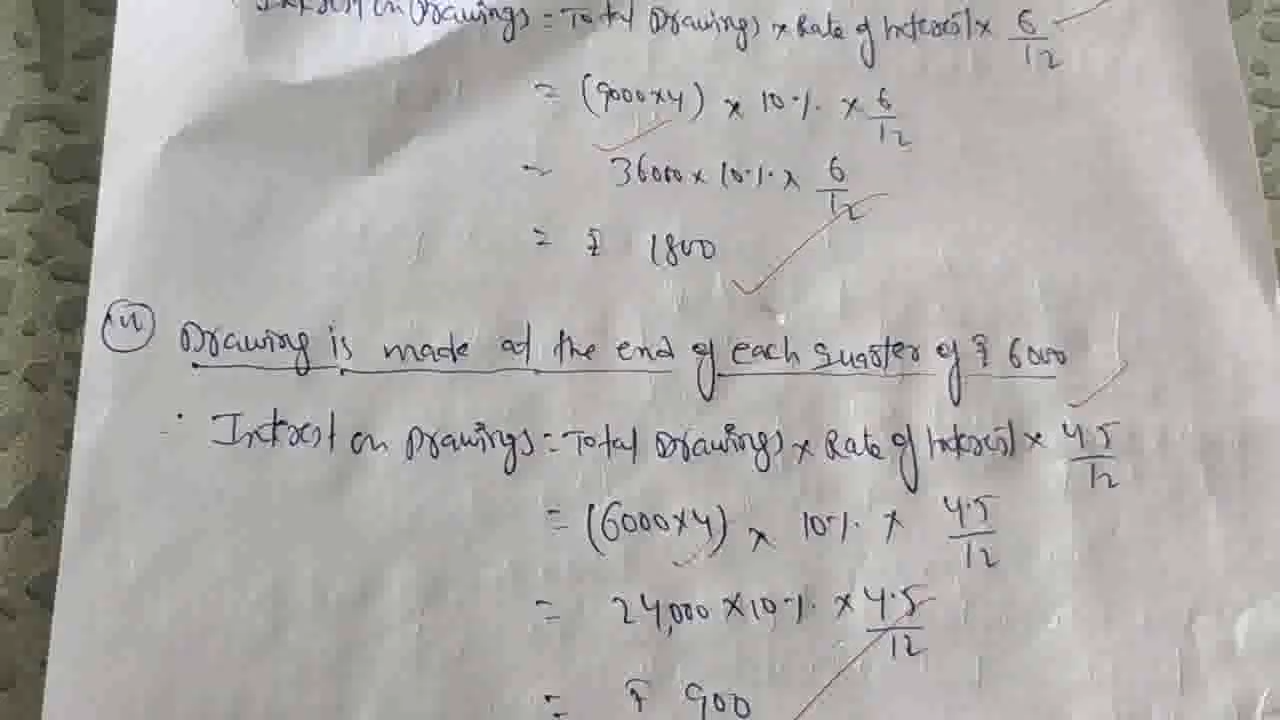 Interest on Drawings = Total Drawings x Rate of Interest x 6/12
= (9000x4) x 10% x 6/12
= 36000 x 10% x 6/12
= ₹ 1800
Drawing is made at the end of each quarter of ₹ 6000
∴ Interest on Drawings = Total Drawings x Rate of Interest x 4.5/12
= (6000x4) x 10% x 4.5/12
= 24,000 x 10% x 4.5/12
= ₹ 900